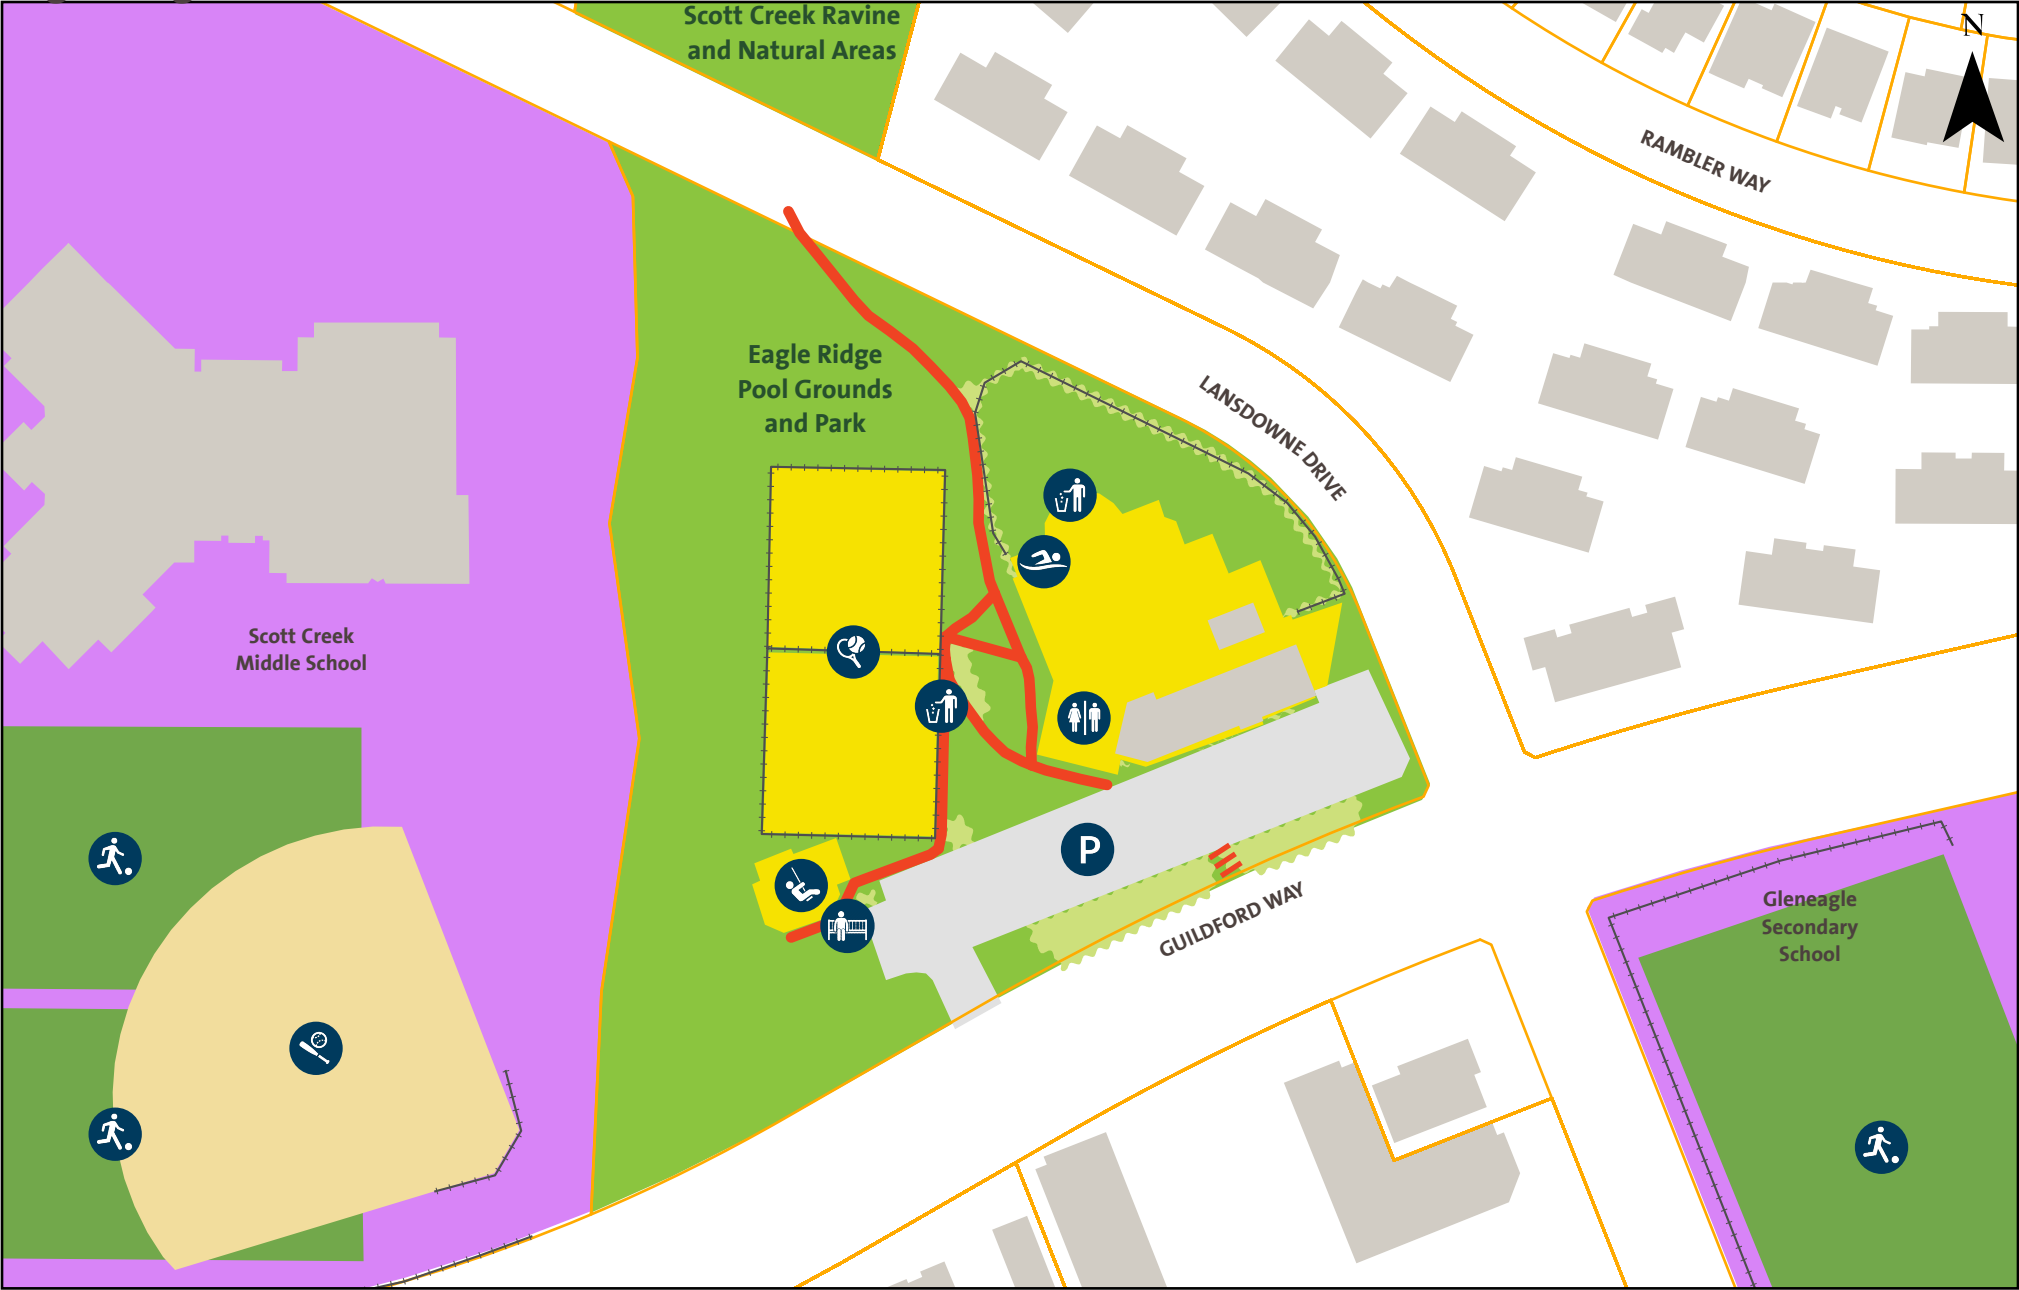 Scott Creek Ravine
and Natural Areas
N
RAMBLER WAY
Eagle Ridge
Pool Grounds
and Park
LANSDOWNE DRIVE
Scott Creek
Middle School
P
GUILDFORD WAY
Gleneagle
Secondary
School